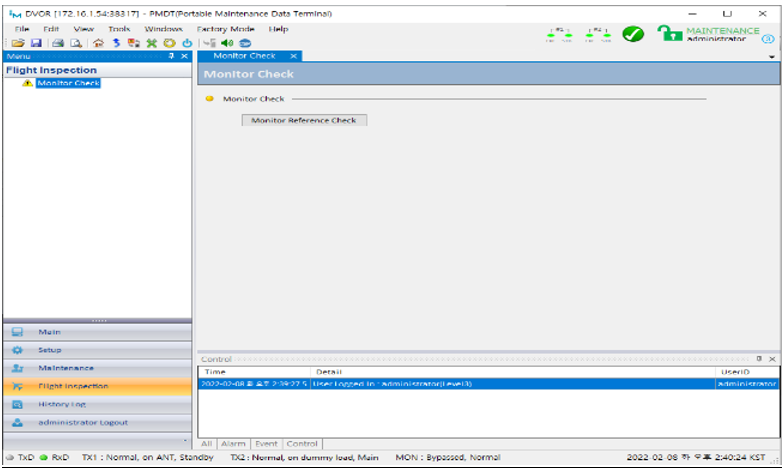 DVOR [172.16.1.54:38317] - PMDT(Portable Maintenance Data Terminal)
File Edit View Tools Windows Factory Mode Help
MAINTENANCE
administrator
Menu
Monitor Check
Flight Inspection
Monitor Check
Monitor Check
Monitor Check
Monitor Reference Check
Main
Setup
Maintenance
Flight Inspection
History Log
administrator Logout
Control
Time Detail UserID
2022-02-08 오후 2:39:27.5 User Logged in : administrator(Level3) administrator
All Alarm Event Control
TxD RxD TX1 : Normal, on ANT, Standby TX2 : Normal, on dummy load, Main MON : Bypassed, Normal 2022-02-08 화 오후 2:40:24 KST